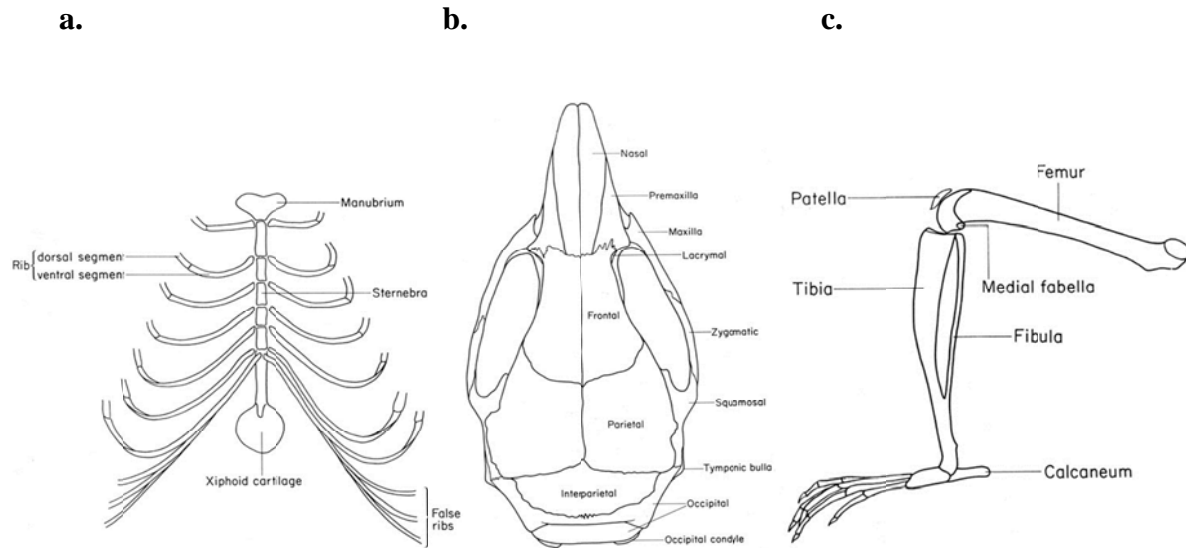 a.
b.
c.
Manubrium
Rib
dorsal segmen
ventral segmen
Sternebra
Xiphoid cartilage
False
ribs
Nasal
Premaxilla
Maxilla
Lacrymal
Frontal
Zygomatic
Squamosal
Parietal
Tymponic bulla
Interparietal
Occipital
Occipital condyle
Femur
Patella
Medial fabella
Tibia
Fibula
Calcaneum